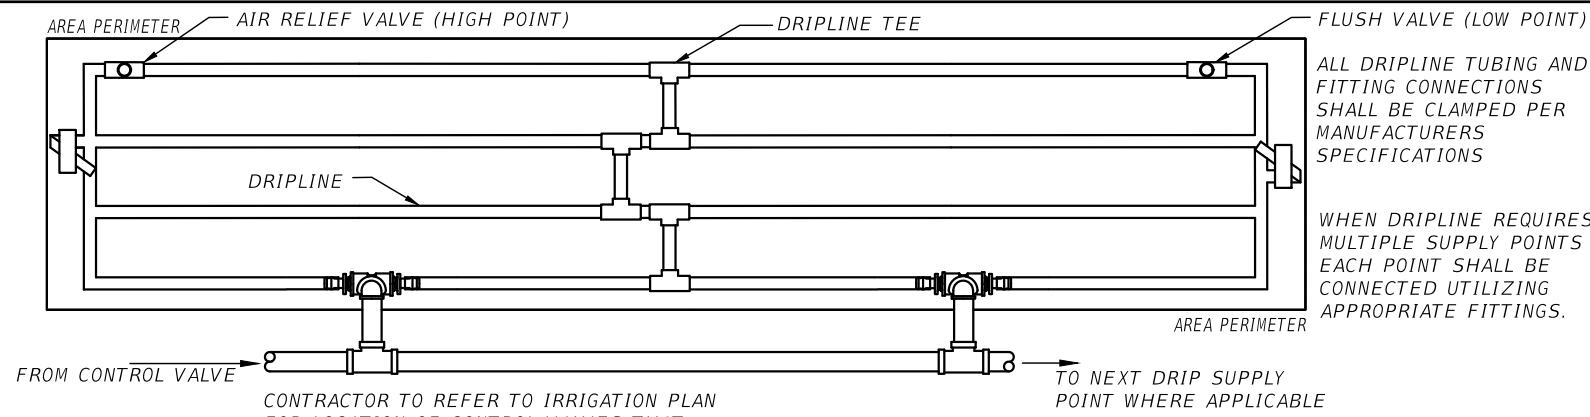 AREA PERIMETER
AIR RELIEF VALVE (HIGH POINT)
DRIPLINE TEE
FLUSH VALVE (LOW POINT)
ALL DRIPLINE TUBING AND
FITTING CONNECTIONS
SHALL BE CLAMPED PER
MANUFACTURERS
SPECIFICATIONS
DRIPLINE
WHEN DRIPLINE REQUIRES
MULTIPLE SUPPLY POINTS
EACH POINT SHALL BE
CONNECTED UTILIZING
APPROPRIATE FITTINGS.
AREA PERIMETER
FROM CONTROL VALVE
TO NEXT DRIP SUPPLY
POINT WHERE APPLICABLE
CONTRACTOR TO REFER TO IRRIGATION PLAN